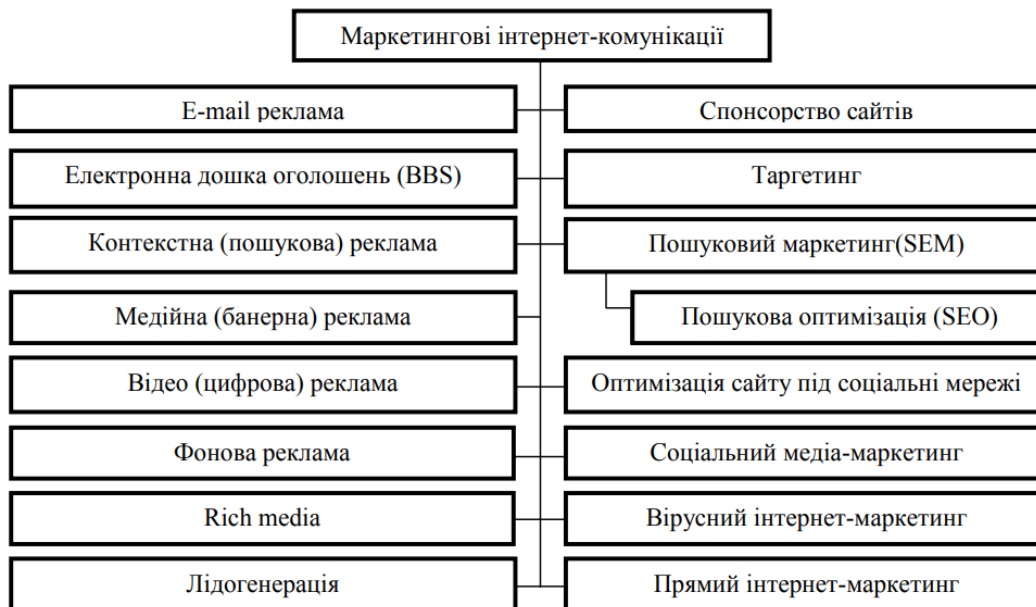 Маркетингові інтернет-комунікації
E-mail реклама
Спонсорство сайтів
Електронна дошка оголошень (BBS)
Таргетинг
Контекстна (пошукова) реклама
Пошуковий маркетинг(SEM)
Медійна (банерна) реклама
Пошукова оптимізація (SEO)
Відео (цифрова) реклама
Оптимізація сайту під соціальні мережі
Фонова реклама
Соціальний медіа-маркетинг
Rich media
Вірусний інтернет-маркетинг
Лідогенерація
Прямий інтернет-маркетинг